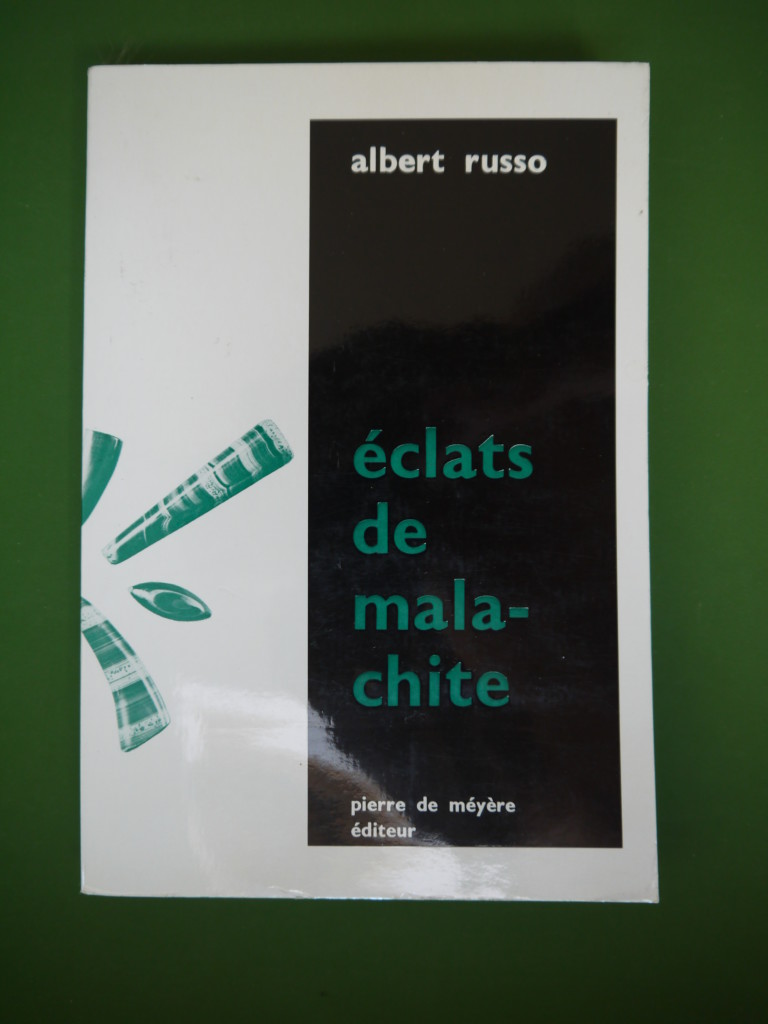 albert russo
éclats
de
mala-
chite
pierre de méyère
éditeur